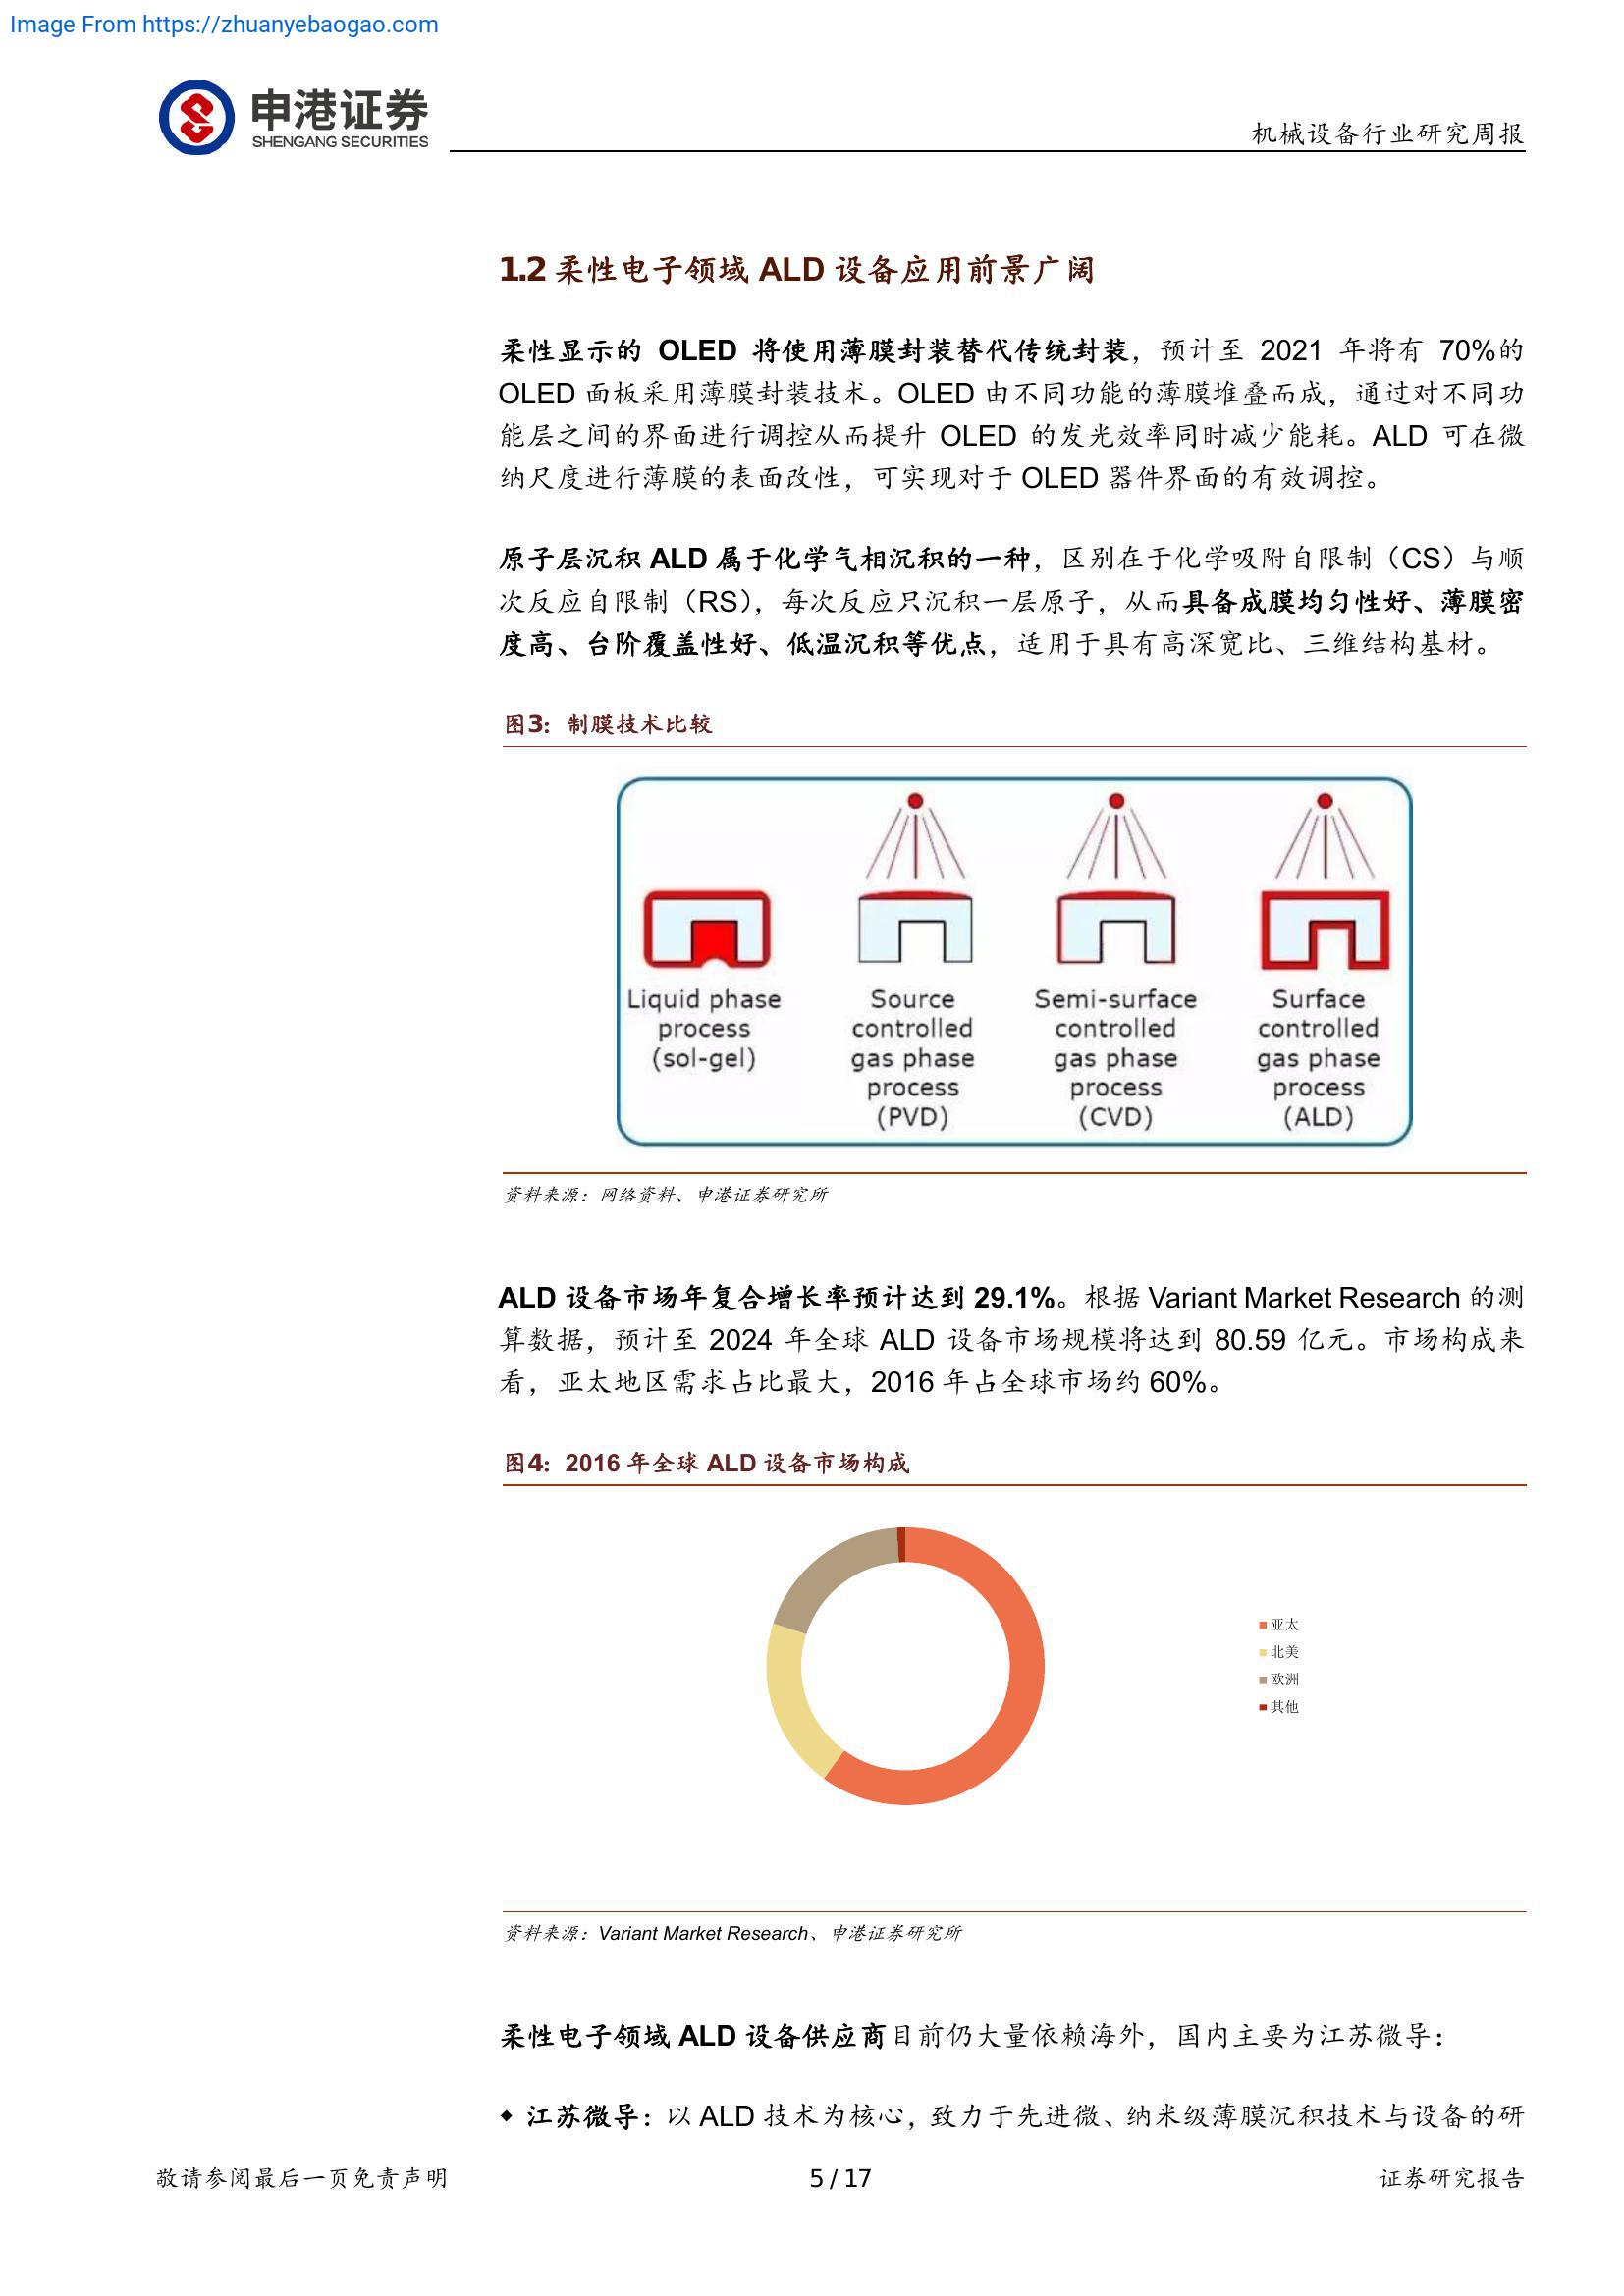 Image From https://zhuanyebaogao.com
申港证券
SHENGANG SECURITIES
机械设备行业研究周报
1.2 柔性电子领域 ALD 设备应用前景广阔
柔性显示的 OLED 将使用薄膜封装替代传统封装，预计至 2021 年将有 70%的
OLED 面板采用薄膜封装技术。OLED 由不同功能的薄膜堆叠而成，通过对不同功
能层之间的界面进行调控从而提升 OLED 的发光效率同时减少能耗。ALD 可在微
纳尺度进行薄膜的表面改性，可实现对于 OLED 器件界面的有效调控。
原子层沉积 ALD 属于化学气相沉积的一种，区别在于化学吸附自限制（CS）与顺
次反应自限制（RS），每次反应只沉积一层原子，从而具备成膜均匀性好、薄膜密
度高、台阶覆盖性好、低温沉积等优点，适用于具有高深宽比、三维结构基材。
图3：制膜技术比较
Liquid phase
process
(sol-gel)
Source
controlled
gas phase
process
(PVD)
Semi-surface
controlled
gas phase
process
(CVD)
Surface
controlled
gas phase
process
(ALD)
资料来源：网络资料、申港证券研究所
ALD 设备市场年复合增长率预计达到 29.1%。根据 Variant Market Research 的测
算数据，预计至 2024 年全球 ALD 设备市场规模将达到 80.59 亿元。市场构成来
看，亚太地区需求占比最大，2016 年占全球市场约 60%。
图4：2016 年全球 ALD 设备市场构成
亚太
北美
欧洲
其他
资料来源：Variant Market Research、申港证券研究所
柔性电子领域 ALD 设备供应商目前仍大量依赖海外，国内主要为江苏微导：
◆ 江苏微导：以 ALD 技术为核心，致力于先进微、纳米级薄膜沉积技术与设备的研
敬请参阅最后一页免责声明
5 / 17
证券研究报告